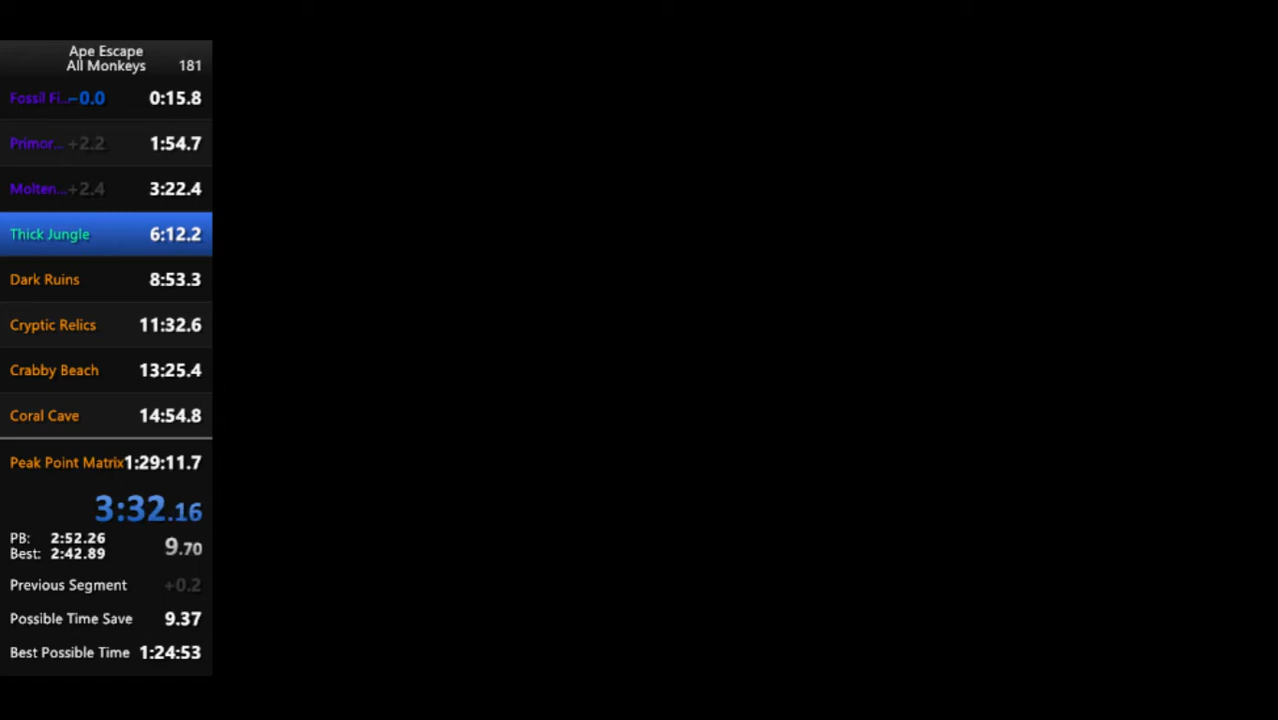 Ape Escape
All Monkeys 181
Fossil Fi... −0.0 0:15.8
Primor... +2.2 1:54.7
Molten... +2.4 3:22.4
Thick Jungle 6:12.2
Dark Ruins 8:53.3
Cryptic Relics 11:32.6
Crabby Beach 13:25.4
Coral Cave 14:54.8
Peak Point Matrix 1:29:11.7
3:32.16
PB: 2:52.26
Best: 2:42.89
9.70
Previous Segment +0.2
Possible Time Save 9.37
Best Possible Time 1:24:53